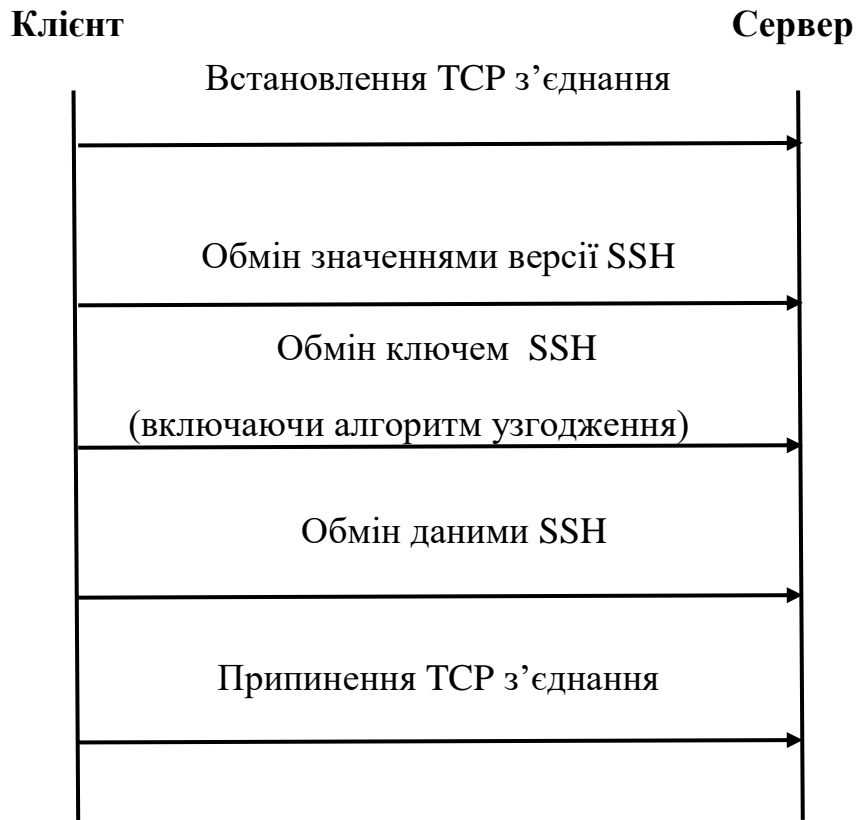 Клієнт
Сервер
Встановлення TCP з’єднання
Обмін значеннями версії SSH
Обмін ключем SSH
(включаючи алгоритм узгодження)
Обмін даними SSH
Припинення TCP з’єднання